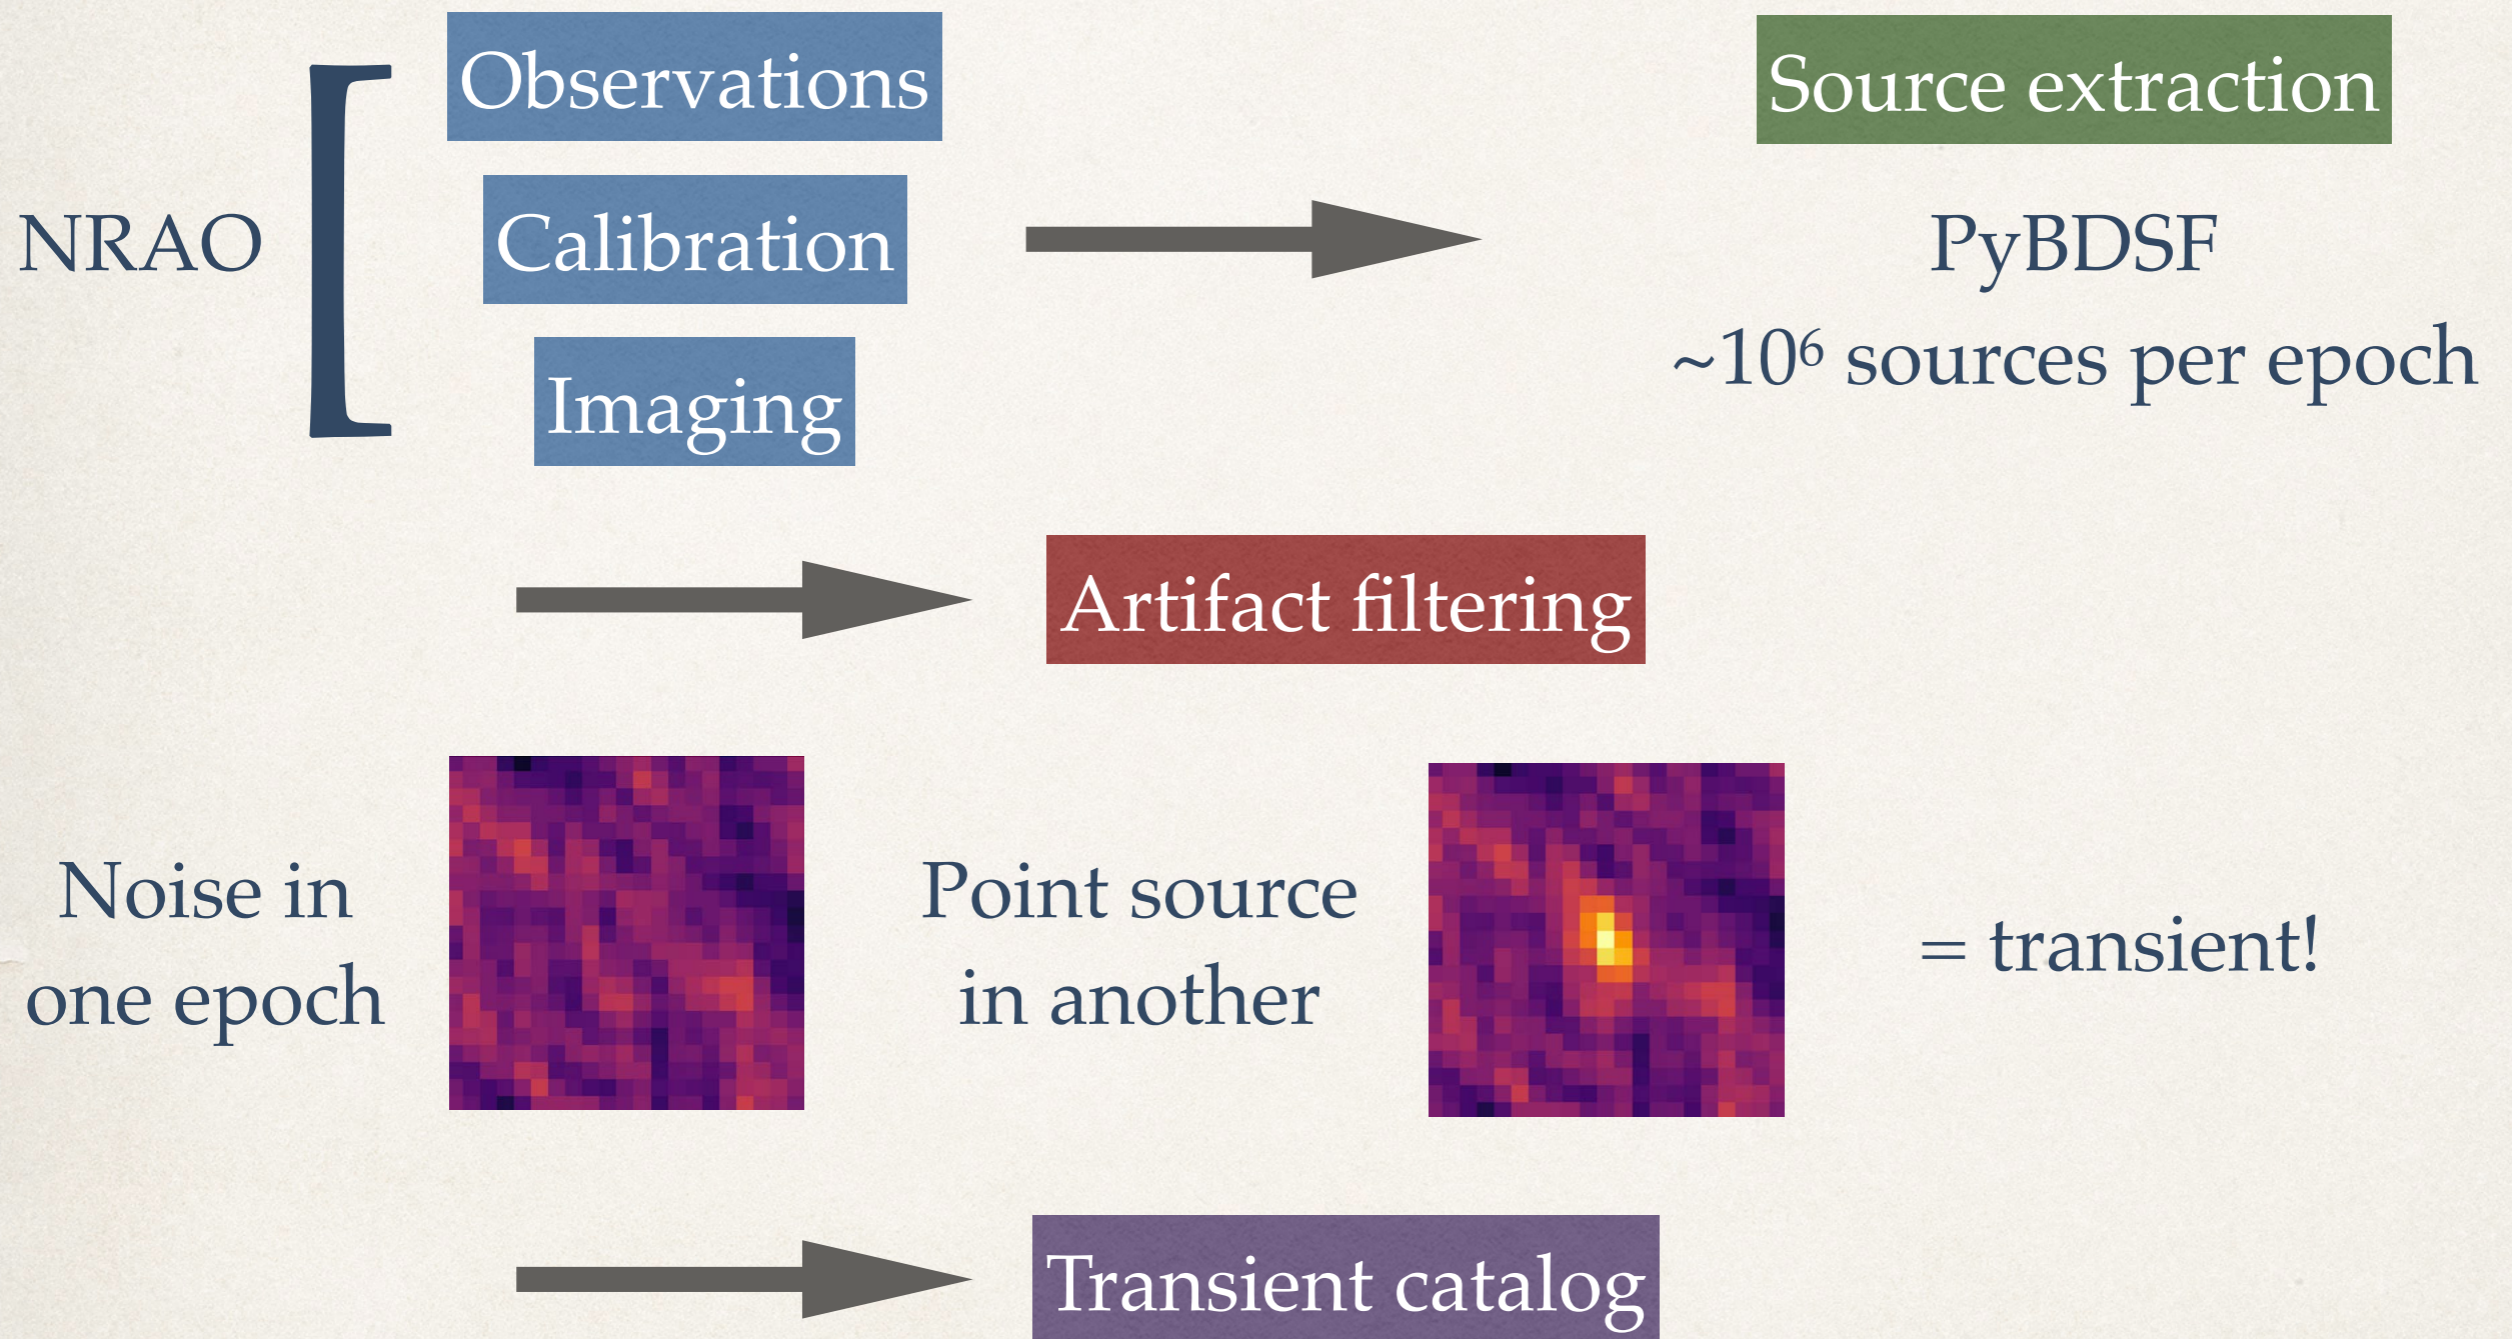 NRAO
Observations
Calibration
Imaging
Source extraction
PyBDSF
~10⁶ sources per epoch
Artifact filtering
Noise in
one epoch
Point source
in another
= transient!
Transient catalog